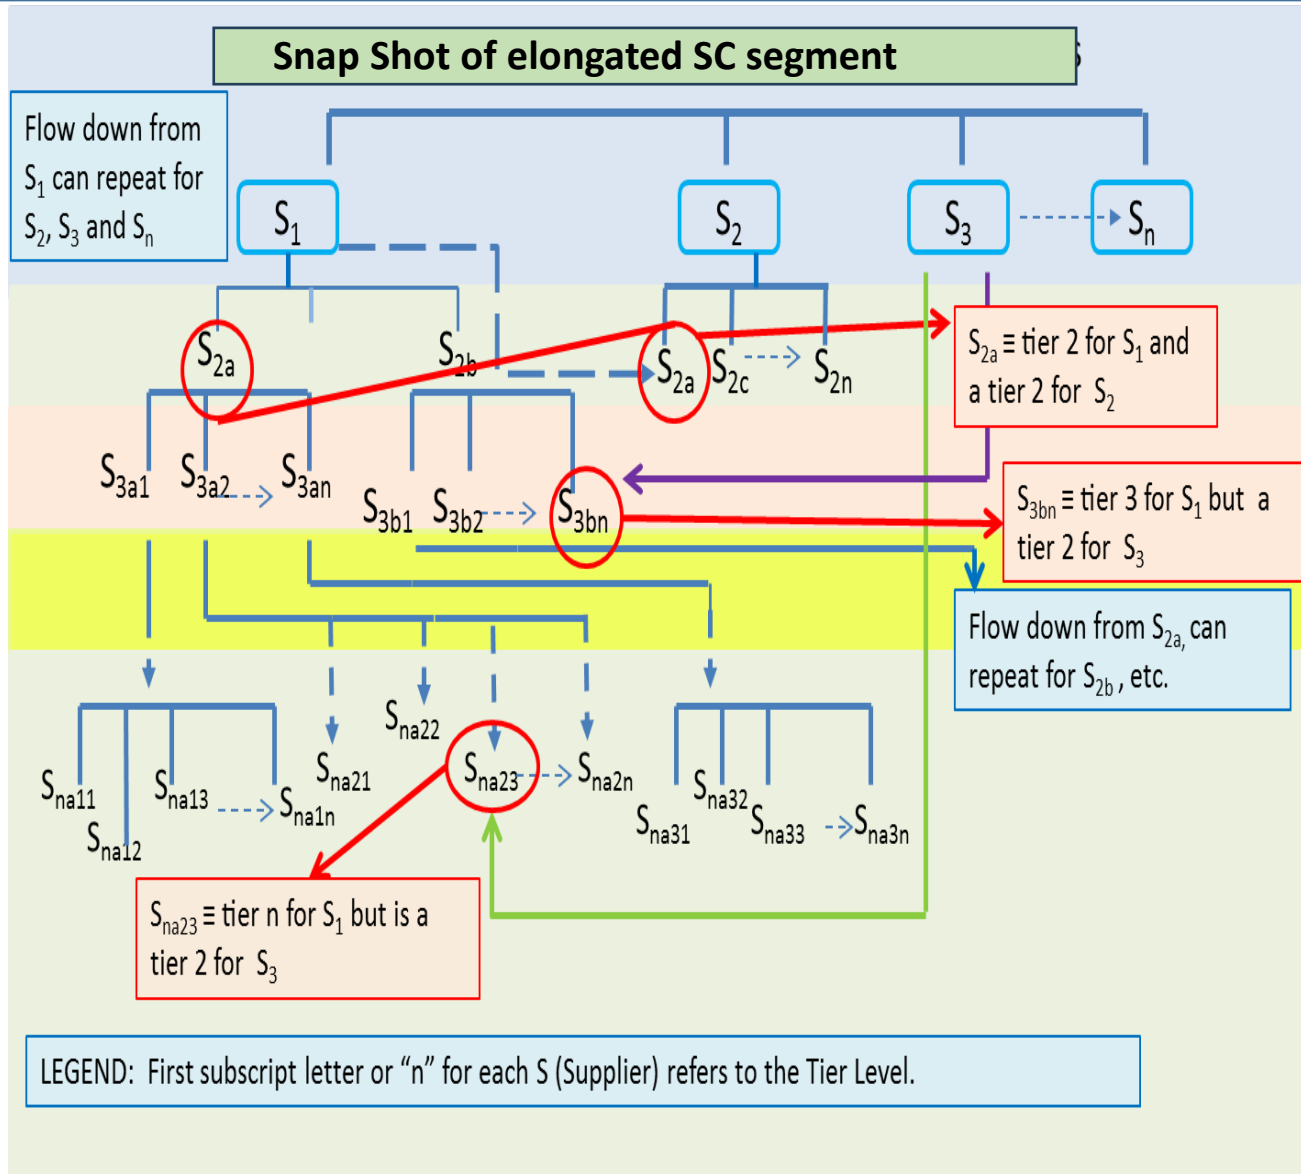 Snap Shot of elongated SC segment
Flow down from
S₁ can repeat for
S₂, S₃ and Sₙ
S₁
S₂
S₃
Sₙ
S₂ₐ
S₂b
S₂ₐ
S₂c
S₂ₙ
S₂ₐ ≡ tier 2 for S₁ and
a tier 2 for S₂
S₃ₐ₁
S₃ₐ₂
S₃ₐₙ
S₃b₁
S₃b₂
S₃bₙ
S₃bₙ ≡ tier 3 for S₁ but a
tier 2 for S₃
Flow down from S₂ₐ, can
repeat for S₂b , etc.
Sₙₐ₁₁
Sₙₐ₁₂
Sₙₐ₁₃
Sₙₐ₁ₙ
Sₙₐ₂₁
Sₙₐ₂₂
Sₙₐ₂₃
Sₙₐ₂ₙ
Sₙₐ₃₁
Sₙₐ₃₂
Sₙₐ₃₃
Sₙₐ₃ₙ
Sₙₐ₂₃ ≡ tier n for S₁ but is a
tier 2 for S₃
LEGEND: First subscript letter or “n” for each S (Supplier) refers to the Tier Level.